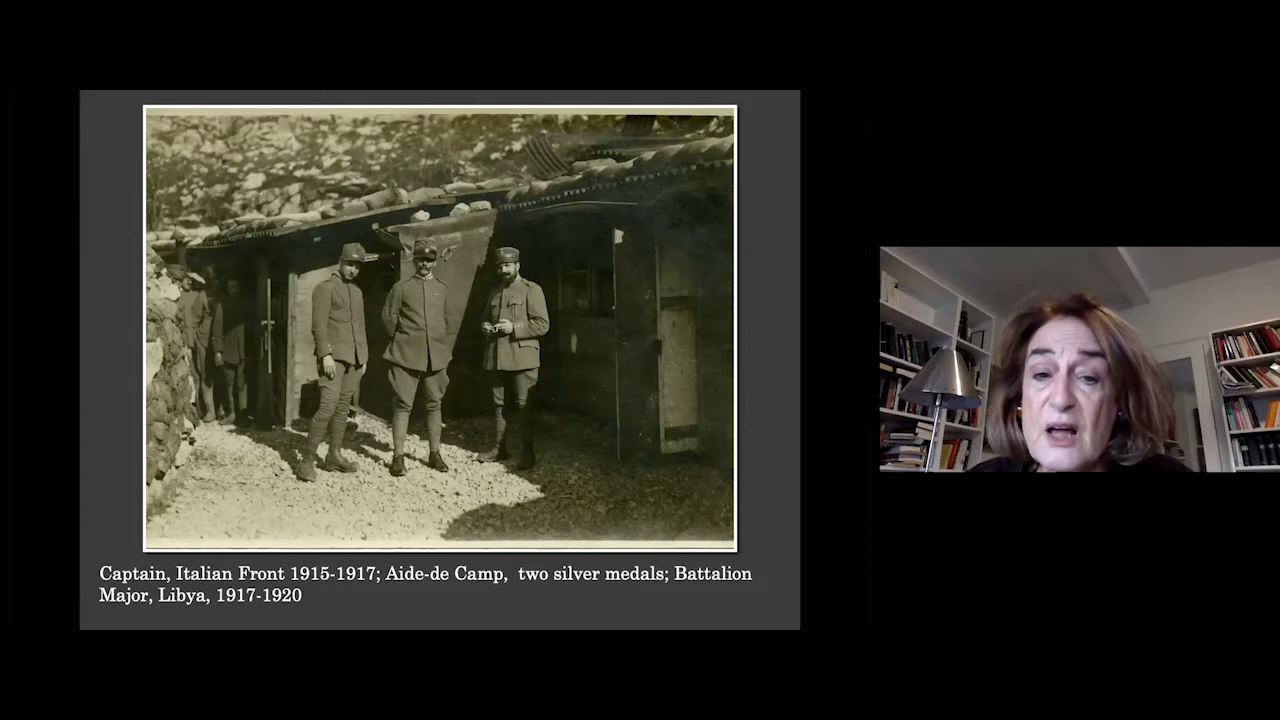 Captain, Italian Front 1915-1917; Aide-de Camp, two silver medals; Battalion
Major, Libya, 1917-1920